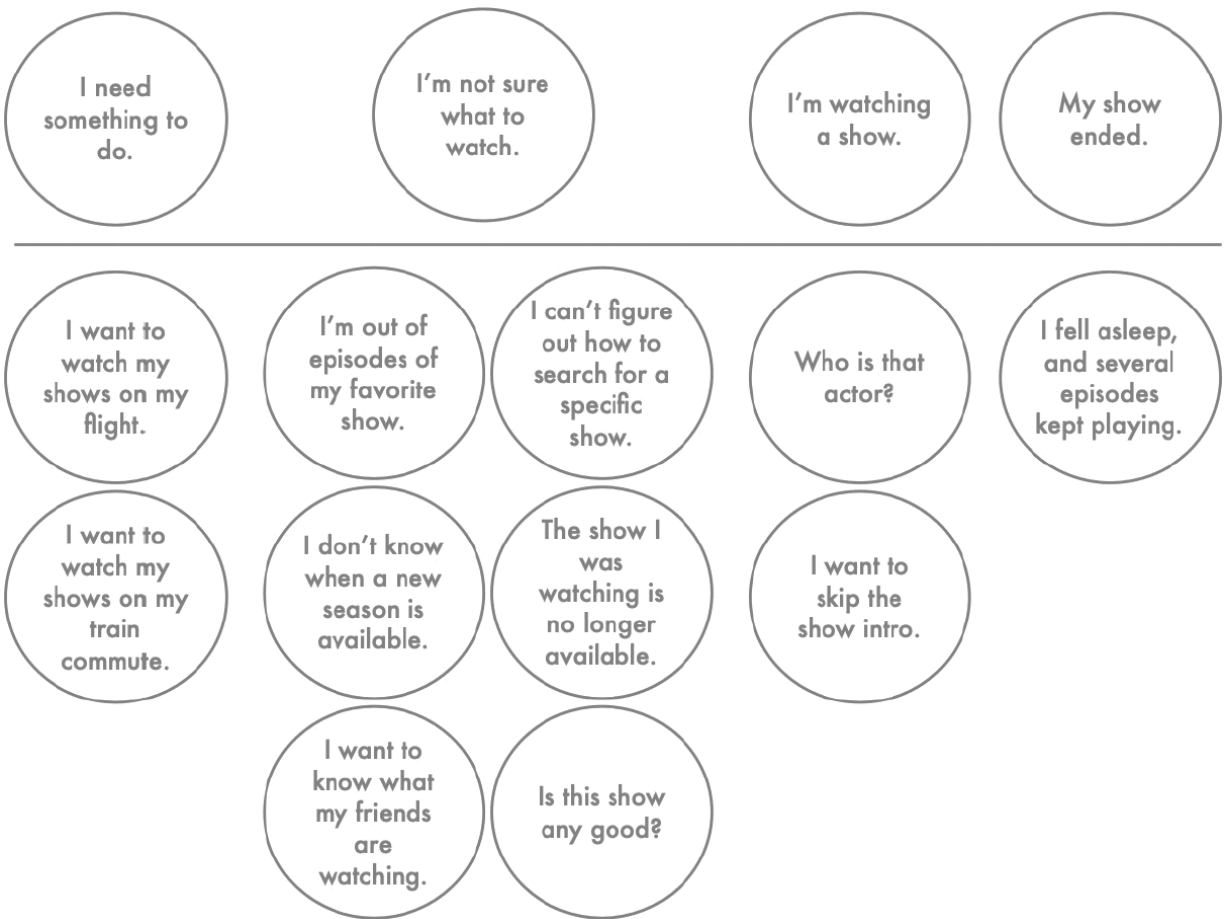 I need
something to
do.
I'm not sure
what to
watch.
I'm watching
a show.
My show
ended.
I want to
watch my
shows on my
flight.
I'm out of
episodes of
my favorite
show.
I can't figure
out how to
search for a
specific
show.
Who is that
actor?
I fell asleep,
and several
episodes
kept playing.
I want to
watch my
shows on my
train
commute.
I don't know
when a new
season is
available.
The show I
was
watching is
no longer
available.
I want to
skip the
show intro.
I want to
know what
my friends
are
watching.
Is this show
any good?